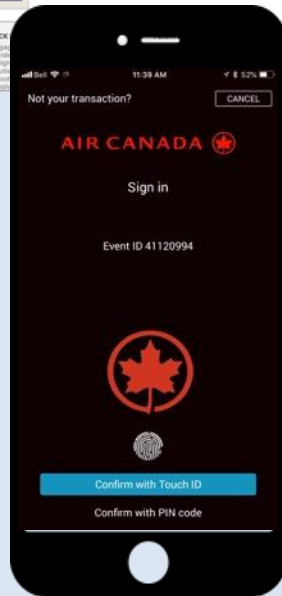 Bell
11:39 AM
52%
Not your transaction?
CANCEL
AIR CANADA
Sign in
Event ID 41120994
Confirm with Touch ID
Confirm with PIN code